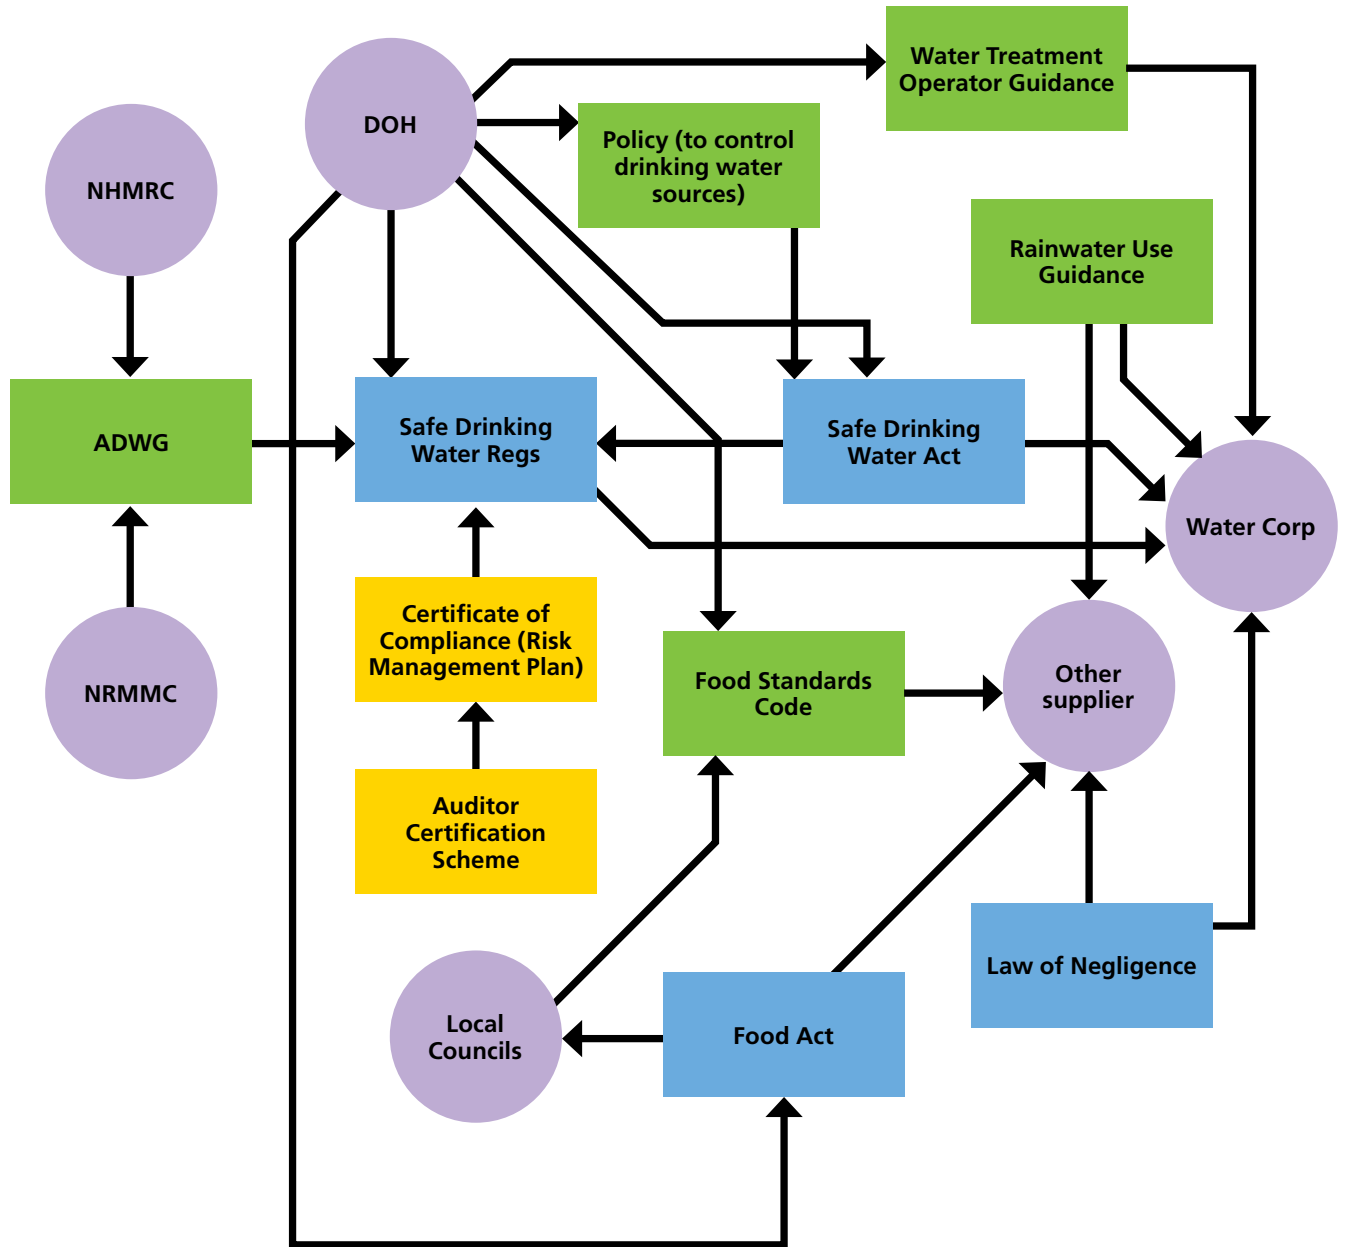 Water Treatment
Operator Guidance
DOH
Policy (to control
drinking water
sources)
NHMRC
Rainwater Use
Guidance
ADWG
Safe Drinking
Water Regs
Safe Drinking
Water Act
Water Corp
Certificate of
Compliance (Risk
Management Plan)
NRMMC
Food Standards
Code
Other
supplier
Auditor
Certification
Scheme
Law of Negligence
Local
Councils
Food Act